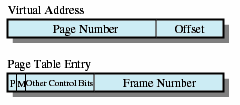 Virtual Address
Page Number Offset
Page Table Entry
P M Other Control Bits Frame Number